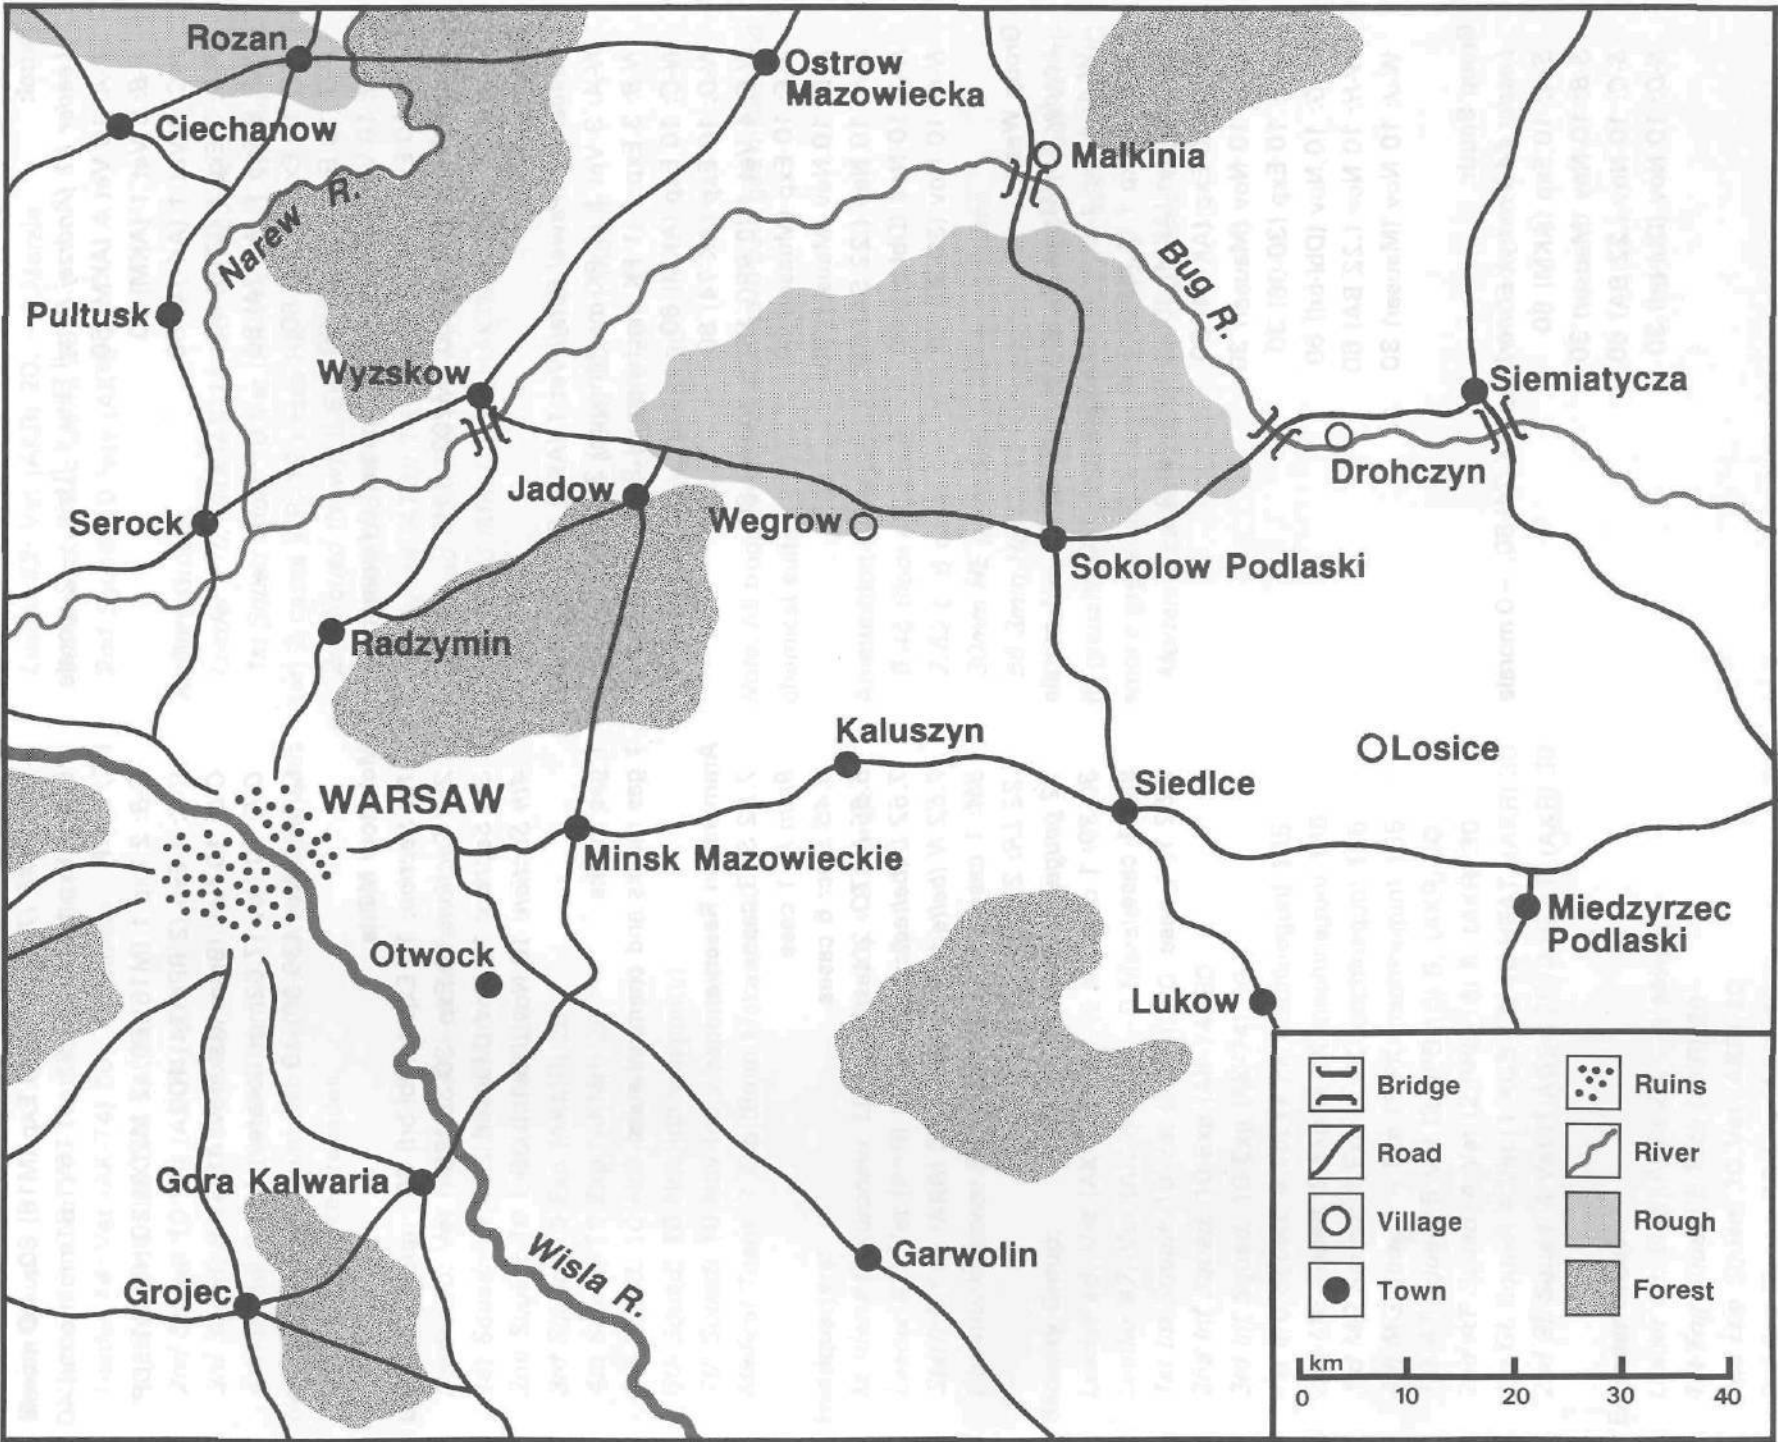 Rozan
Ostrow
Mazowiecka
Ciechanow
Malkinia
Narew R.
Bug R.
Pułtusk
Wyzskow
Siemiatycza
Drohczyn
Jadow
Wegrow
Serock
Sokolow Podlaski
Radzymin
Kaluszyn
Losice
Siedlce
WARSAW
Minsk Mazowieckie
Miedzyrzec
Podlaski
Otwock
Lukow
Gora Kalwaria
Wisla R.
Garwolin
Grojec
Bridge
Ruins
Road
River
Village
Rough
Town
Forest
km
0 10 20 30 40